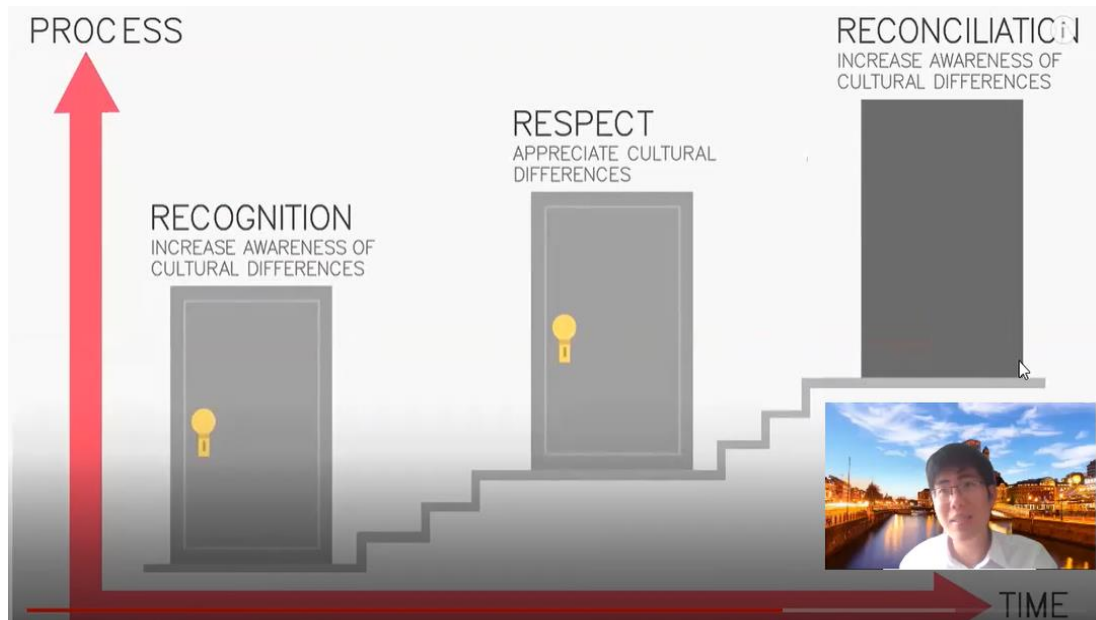 PROCESS
RECONCILIATION
INCREASE AWARENESS OF
CULTURAL DIFFERENCES
RESPECT
APPRECIATE CULTURAL
DIFFERENCES
RECOGNITION
INCREASE AWARENESS OF
CULTURAL DIFFERENCES
TIME